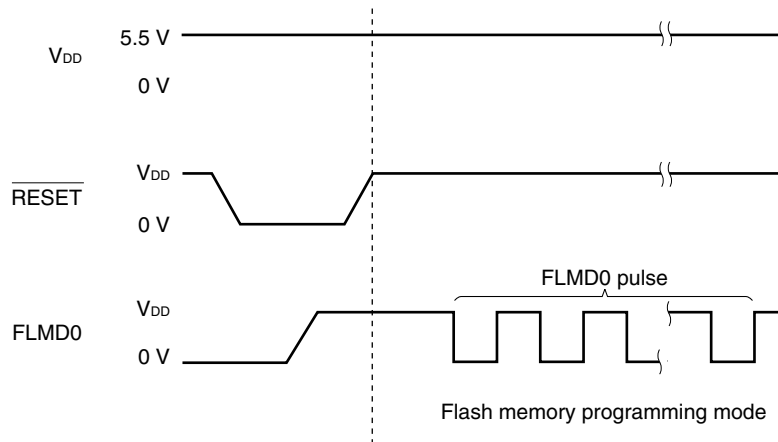 5.5 V
VDD
0 V
VDD
RESET
0 V
FLMD0 pulse
VDD
FLMD0
0 V
Flash memory programming mode